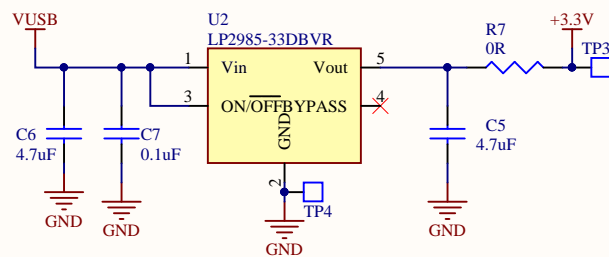 VUSB
U2
LP2985-33DBVR
R7
0R
+3.3V
TP3
1
Vin
Vout
5
3
ON/OFF
BYPASS
4
GND
2
C6
4.7uF
C7
0.1uF
C5
4.7uF
TP4
GND
GND
GND
GND